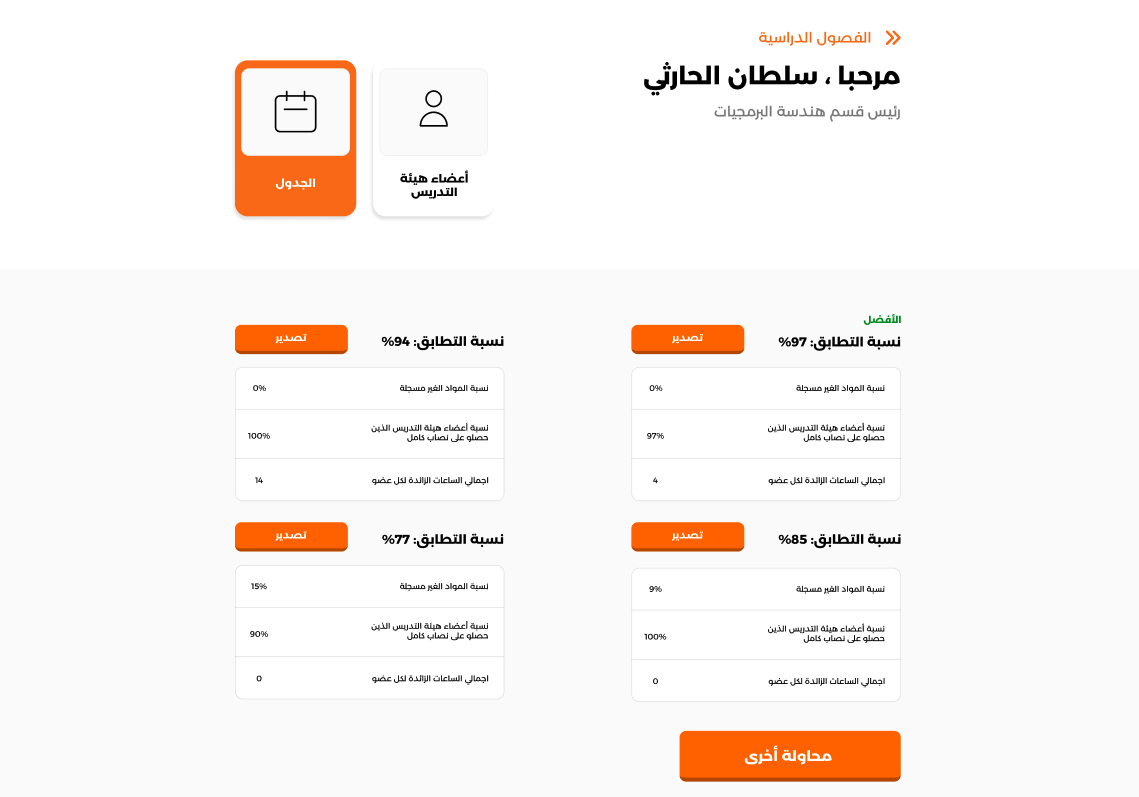 الفصول الدراسية
مرحبا ، سلطان الحارثي
رئيس قسم هندسة البرمجيات
أعضاء هيئة
التدريس
الجدول
الأفضل
نسبة التطابق: 97%
تصدير
نسبة المواد الغير مسجلة
0%
نسبة أعضاء هيئة التدريس الذين
حصلو على نصاب كامل
97%
اجمالي الساعات الزائدة لكل عضو
4
نسبة التطابق: 94%
تصدير
نسبة المواد الغير مسجلة
0%
نسبة أعضاء هيئة التدريس الذين
حصلو على نصاب كامل
100%
اجمالي الساعات الزائدة لكل عضو
14
نسبة التطابق: 85%
تصدير
نسبة المواد الغير مسجلة
9%
نسبة أعضاء هيئة التدريس الذين
حصلو على نصاب كامل
100%
اجمالي الساعات الزائدة لكل عضو
0
نسبة التطابق: 77%
تصدير
نسبة المواد الغير مسجلة
15%
نسبة أعضاء هيئة التدريس الذين
حصلو على نصاب كامل
90%
اجمالي الساعات الزائدة لكل عضو
0
محاولة أخرى